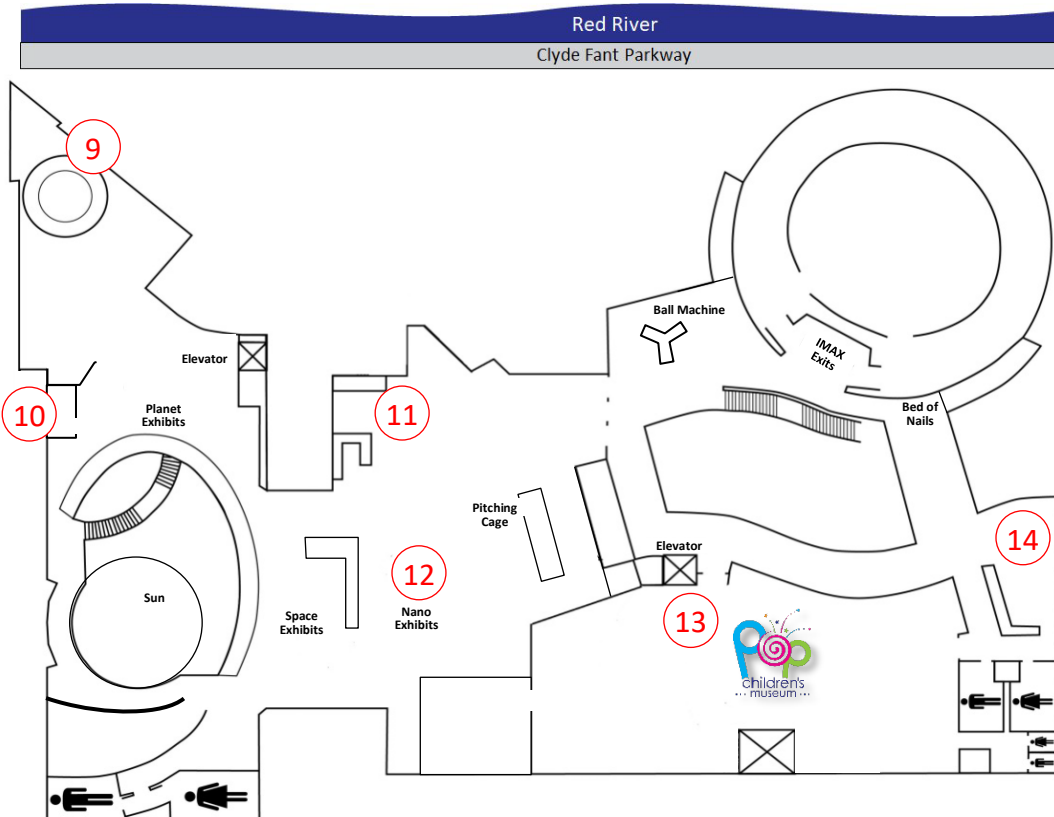 Red River
Clyde Fant Parkway
9
Ball Machine
IMAX
Exits
Elevator
10
Planet
Exhibits
11
Bed of
Nails
Pitching
Cage
14
Elevator
12
Sun
Space
Exhibits
Nano
Exhibits
13
pop
children's
museum